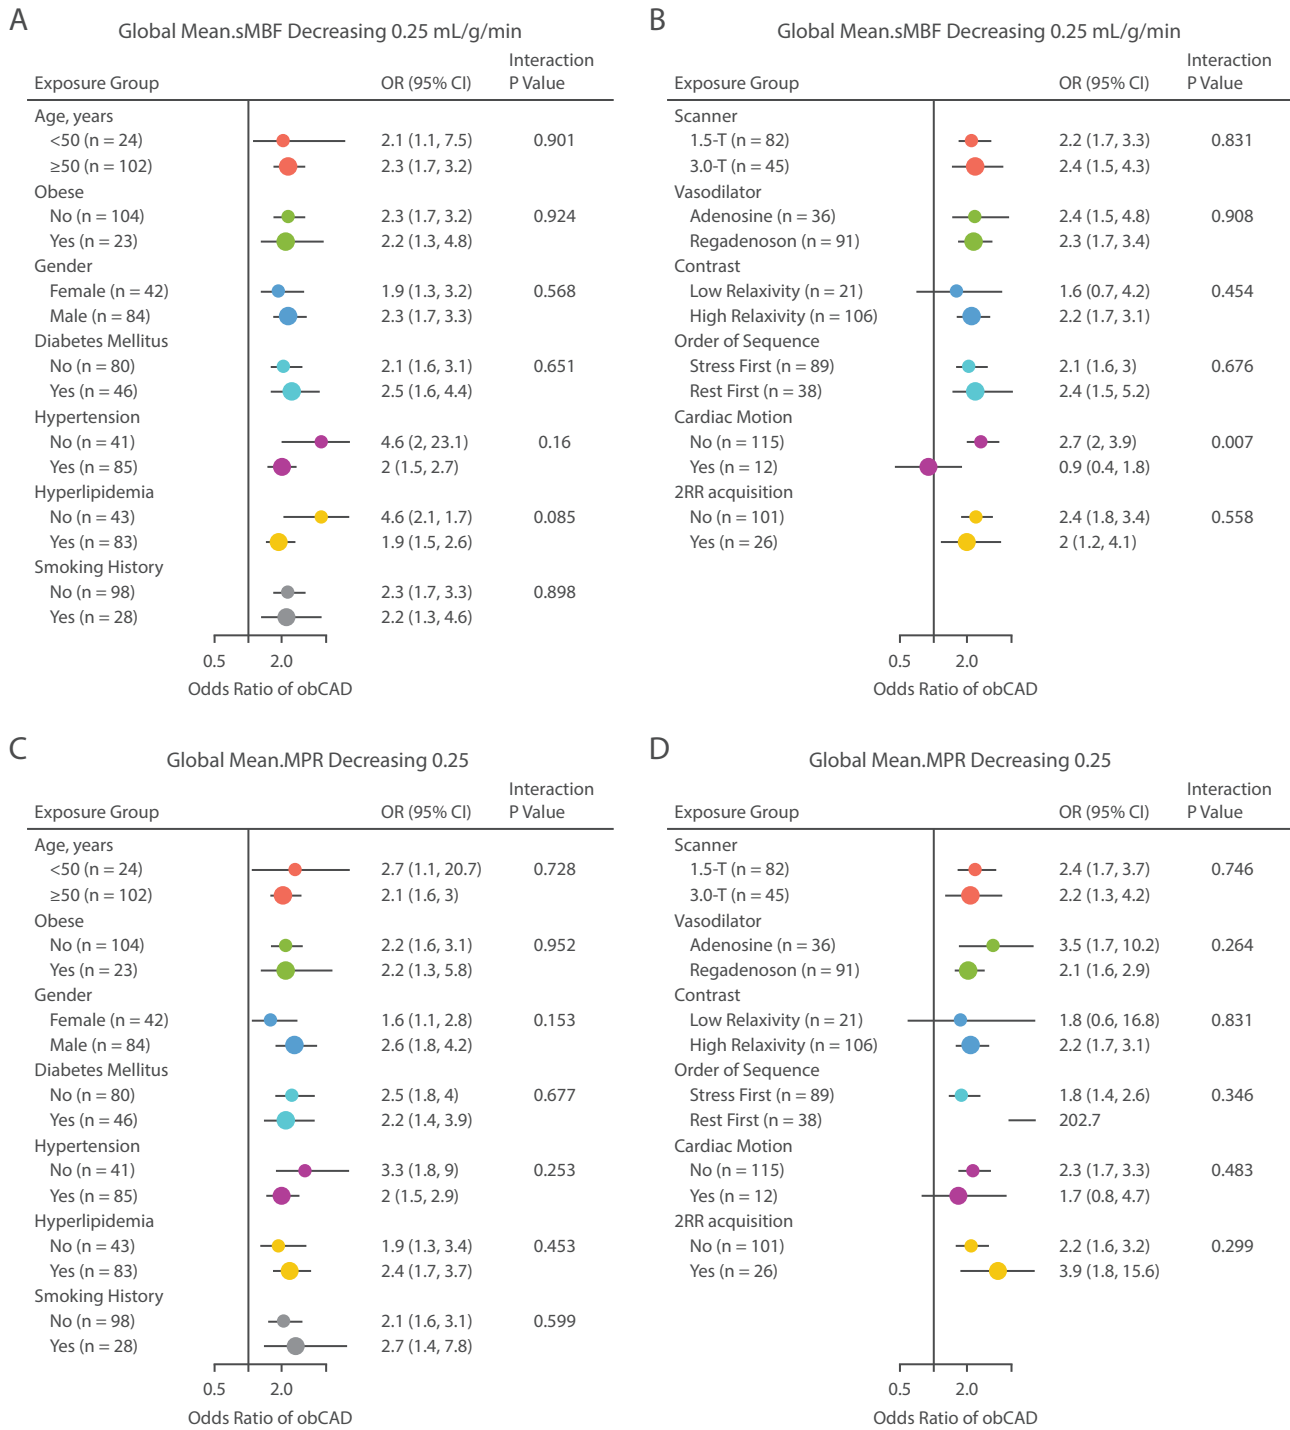 A
Global Mean.sMBF Decreasing 0.25 mL/g/min
Interaction
Exposure Group OR (95% CI) P Value
Age, years
<50 (n = 24) 2.1 (1.1, 7.5) 0.901
≥50 (n = 102) 2.3 (1.7, 3.2)
Obese
No (n = 104) 2.3 (1.7, 3.2) 0.924
Yes (n = 23) 2.2 (1.3, 4.8)
Gender
Female (n = 42) 1.9 (1.3, 3.2) 0.568
Male (n = 84) 2.3 (1.7, 3.3)
Diabetes Mellitus
No (n = 80) 2.1 (1.6, 3.1) 0.651
Yes (n = 46) 2.5 (1.6, 4.4)
Hypertension
No (n = 41) 4.6 (2, 23.1) 0.16
Yes (n = 85) 2 (1.5, 2.7)
Hyperlipidemia
No (n = 43) 4.6 (2.1, 1.7) 0.085
Yes (n = 83) 1.9 (1.5, 2.6)
Smoking History
No (n = 98) 2.3 (1.7, 3.3) 0.898
Yes (n = 28) 2.2 (1.3, 4.6)
0.5 2.0
Odds Ratio of obCAD
B
Global Mean.sMBF Decreasing 0.25 mL/g/min
Interaction
Exposure Group OR (95% CI) P Value
Scanner
1.5-T (n = 82) 2.2 (1.7, 3.3) 0.831
3.0-T (n = 45) 2.4 (1.5, 4.3)
Vasodilator
Adenosine (n = 36) 2.4 (1.5, 4.8) 0.908
Regadenoson (n = 91) 2.3 (1.7, 3.4)
Contrast
Low Relaxivity (n = 21) 1.6 (0.7, 4.2) 0.454
High Relaxivity (n = 106) 2.2 (1.7, 3.1)
Order of Sequence
Stress First (n = 89) 2.1 (1.6, 3) 0.676
Rest First (n = 38) 2.4 (1.5, 5.2)
Cardiac Motion
No (n = 115) 2.7 (2, 3.9) 0.007
Yes (n = 12) 0.9 (0.4, 1.8)
2RR acquisition
No (n = 101) 2.4 (1.8, 3.4) 0.558
Yes (n = 26) 2 (1.2, 4.1)
0.5 2.0
Odds Ratio of obCAD
C
Global Mean.MPR Decreasing 0.25
Interaction
Exposure Group OR (95% CI) P Value
Age, years
<50 (n = 24) 2.7 (1.1, 20.7) 0.728
≥50 (n = 102) 2.1 (1.6, 3)
Obese
No (n = 104) 2.2 (1.6, 3.1) 0.952
Yes (n = 23) 2.2 (1.3, 5.8)
Gender
Female (n = 42) 1.6 (1.1, 2.8) 0.153
Male (n = 84) 2.6 (1.8, 4.2)
Diabetes Mellitus
No (n = 80) 2.5 (1.8, 4) 0.677
Yes (n = 46) 2.2 (1.4, 3.9)
Hypertension
No (n = 41) 3.3 (1.8, 9) 0.253
Yes (n = 85) 2 (1.5, 2.9)
Hyperlipidemia
No (n = 43) 1.9 (1.3, 3.4) 0.453
Yes (n = 83) 2.4 (1.7, 3.7)
Smoking History
No (n = 98) 2.1 (1.6, 3.1) 0.599
Yes (n = 28) 2.7 (1.4, 7.8)
0.5 2.0
Odds Ratio of obCAD
D
Global Mean.MPR Decreasing 0.25
Interaction
Exposure Group OR (95% CI) P Value
Scanner
1.5-T (n = 82) 2.4 (1.7, 3.7) 0.746
3.0-T (n = 45) 2.2 (1.3, 4.2)
Vasodilator
Adenosine (n = 36) 3.5 (1.7, 10.2) 0.264
Regadenoson (n = 91) 2.1 (1.6, 2.9)
Contrast
Low Relaxivity (n = 21) 1.8 (0.6, 16.8) 0.831
High Relaxivity (n = 106) 2.2 (1.7, 3.1)
Order of Sequence
Stress First (n = 89) 1.8 (1.4, 2.6) 0.346
Rest First (n = 38) 202.7
Cardiac Motion
No (n = 115) 2.3 (1.7, 3.3) 0.483
Yes (n = 12) 1.7 (0.8, 4.7)
2RR acquisition
No (n = 101) 2.2 (1.6, 3.2) 0.299
Yes (n = 26) 3.9 (1.8, 15.6)
0.5 2.0
Odds Ratio of obCAD